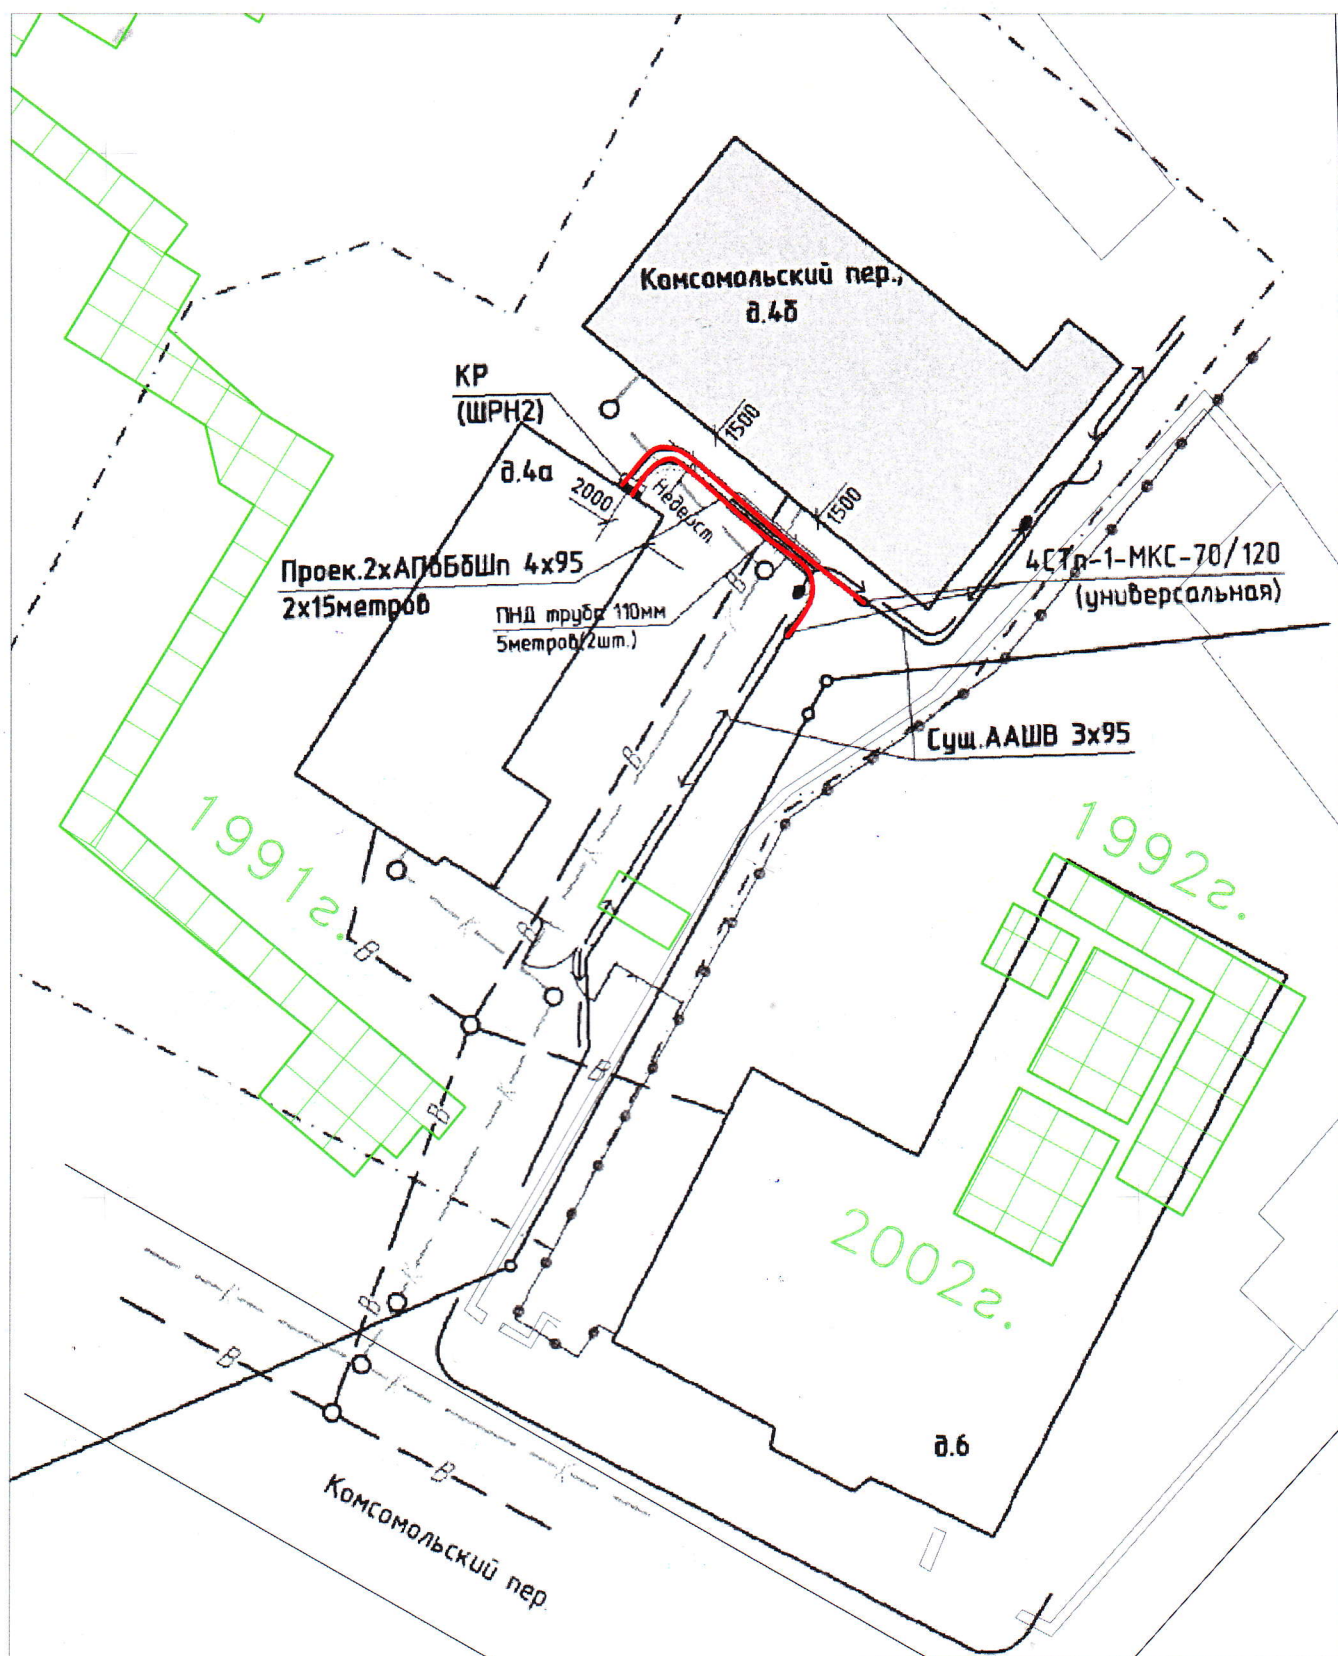 Комсомольский пер.,
д.4б
КР
(ШРН2)
д.4а
1500
2000
Недейст.
1500
Проек.2хАПвБбШп 4х95
2х15метров
4СТп-1-МКС-70/120
(универсальная)
ПНД труба 110мм
5метров(2шт.)
В
В
Сущ.ААШВ 3х95
1991г.
1992г.
К
К
В
В
В
К
В
2002г.
В
К
В
К
В
К
д.6
Комсомольский пер.